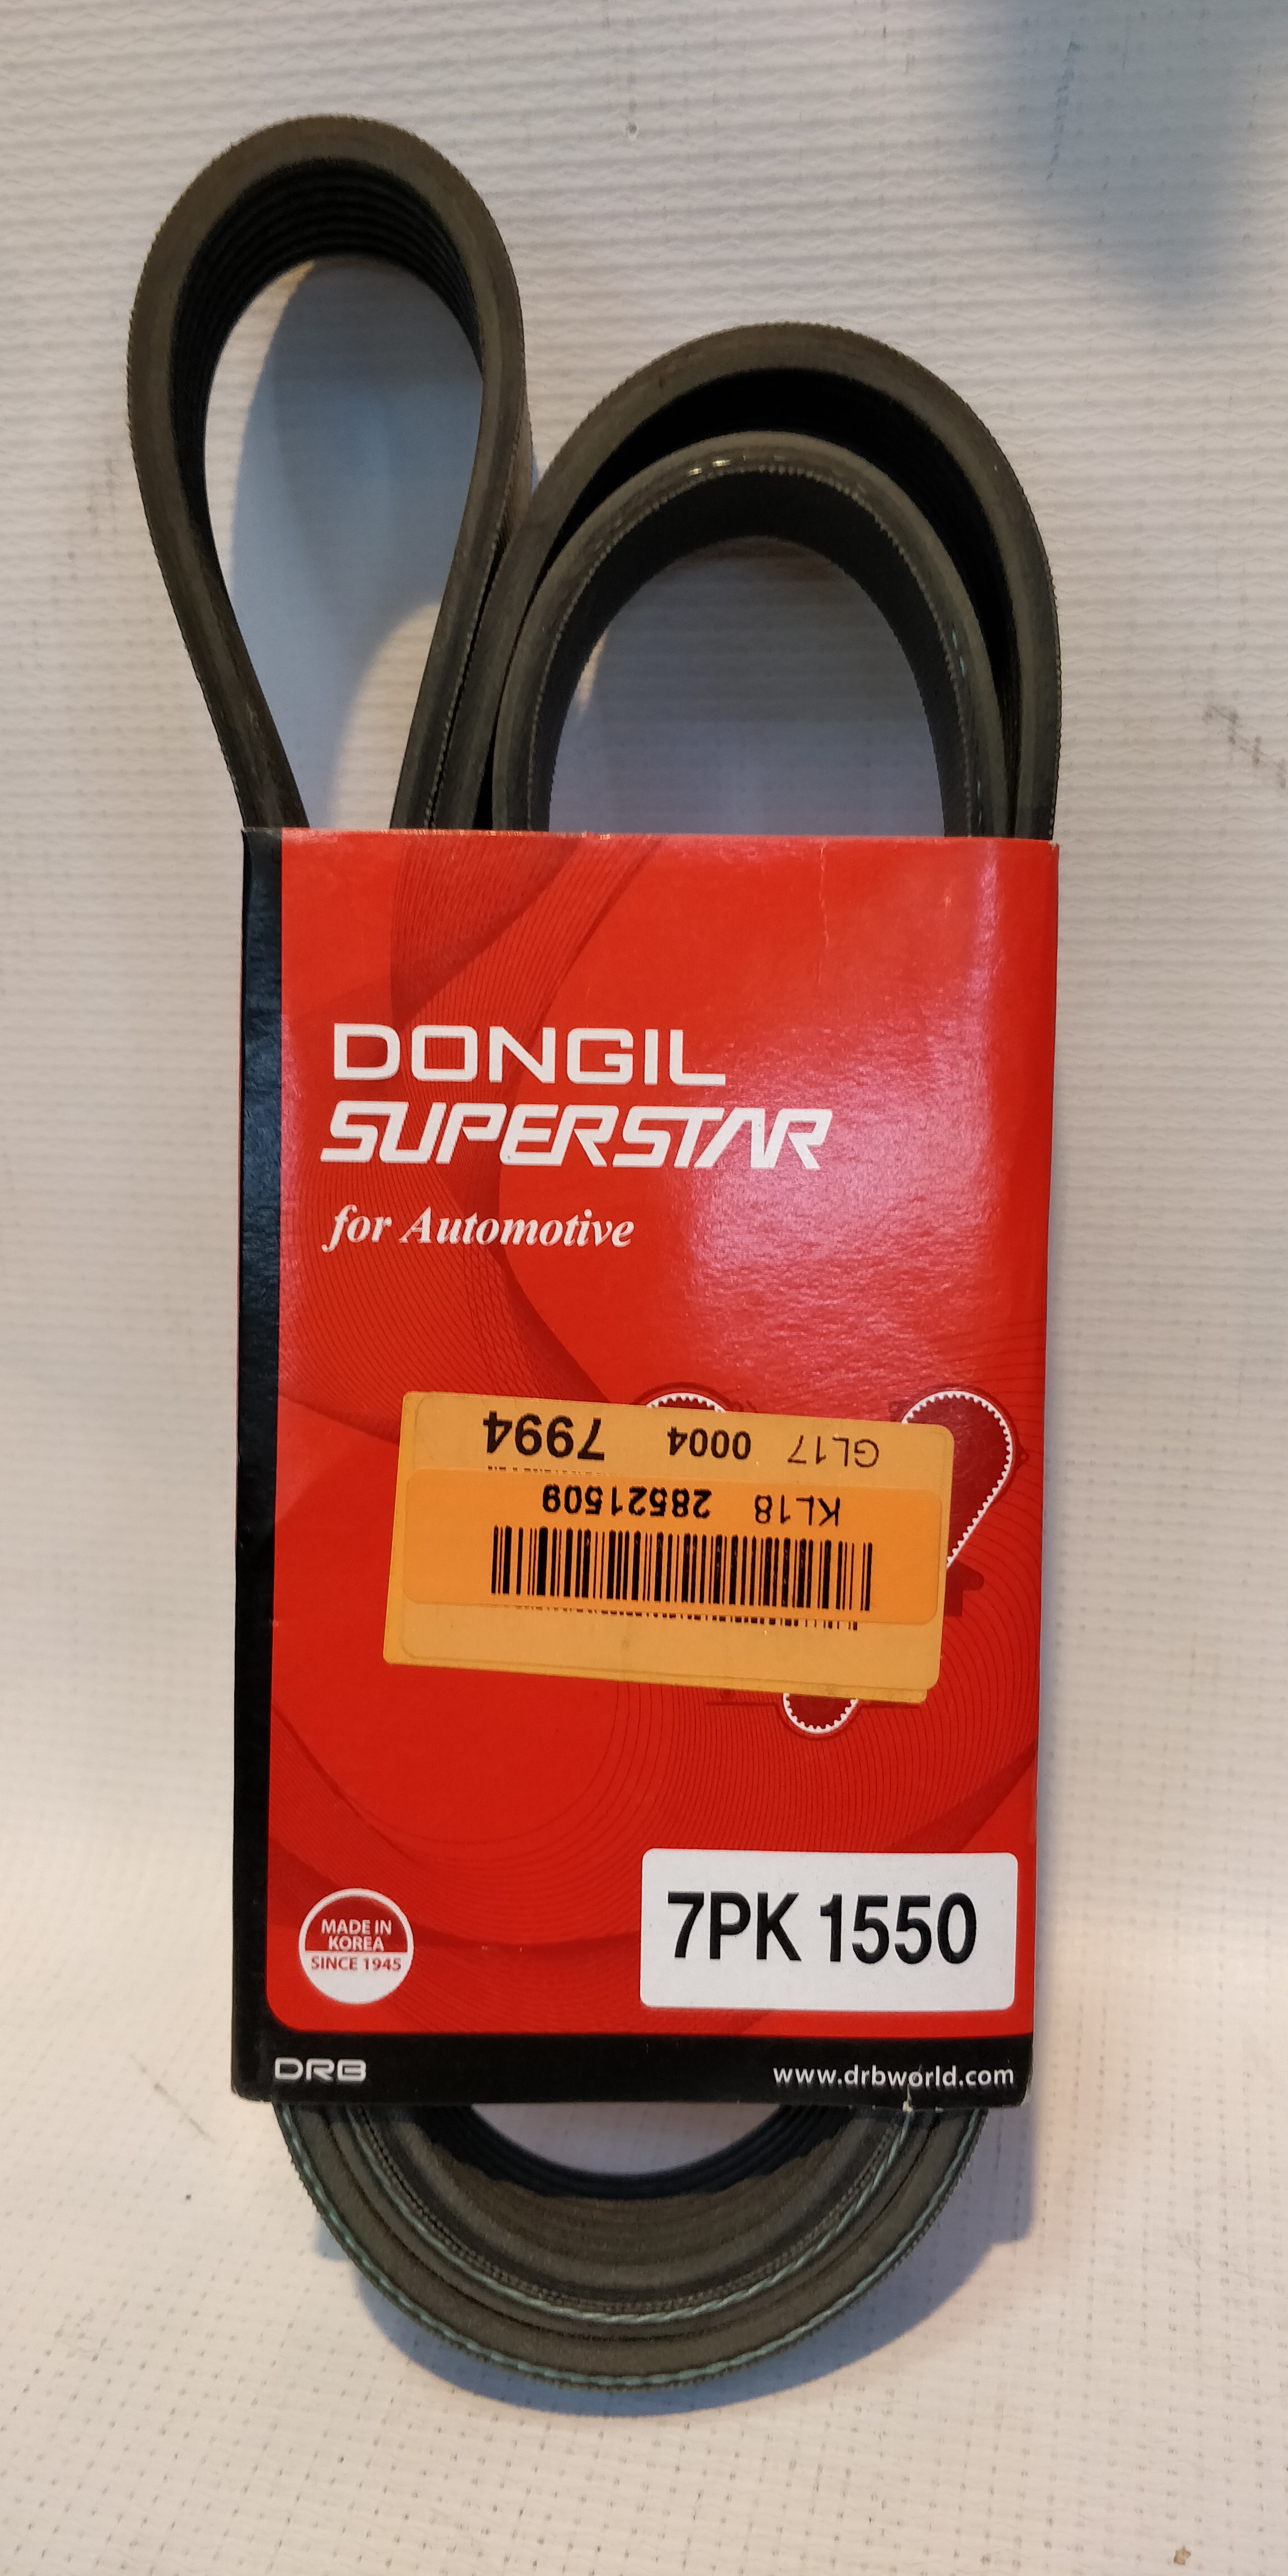 DONGIL
SUPERSTAR
for Automotive
GL17 0004 7994
KL18 28521509
7PK 1550
MADE IN
KOREA
SINCE 1945
DRB
www.drbworld.com